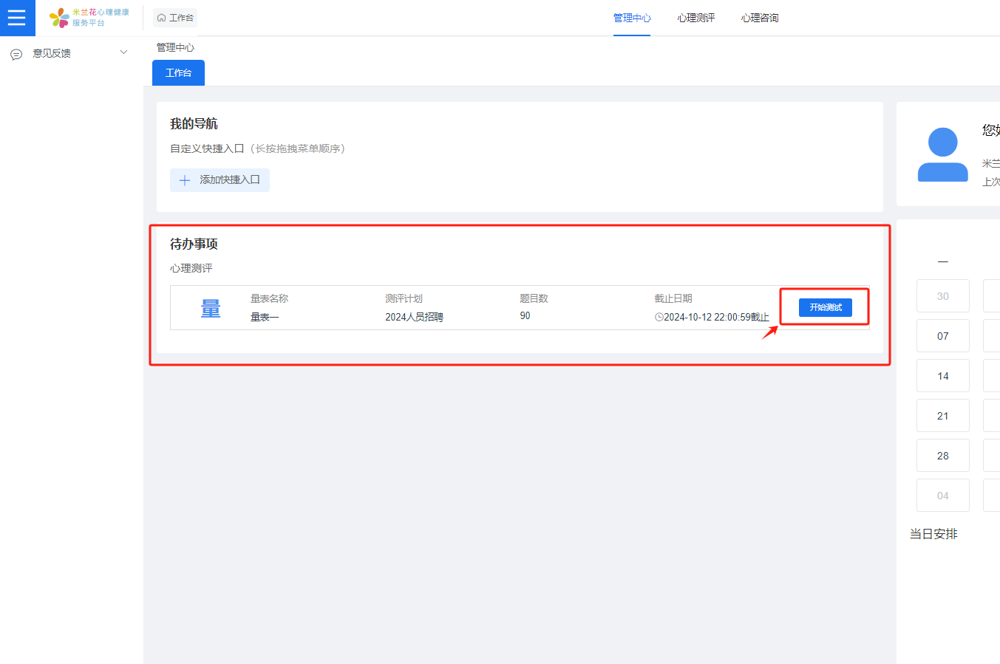 米兰花心理健康
服务平台
工作台
管理中心
心理测评
心理咨询
意见反馈
管理中心
工作台
我的导航
自定义快捷入口（长按拖拽菜单顺序）
添加快捷入口
待办事项
心理测评
量
量表名称
测评计划
题目数
截止日期
量表一
2024人员招聘
90
2024-10-12 22:00:59截止
开始测试
您好
米兰
上次
一
30
07
14
21
28
04
当日安排